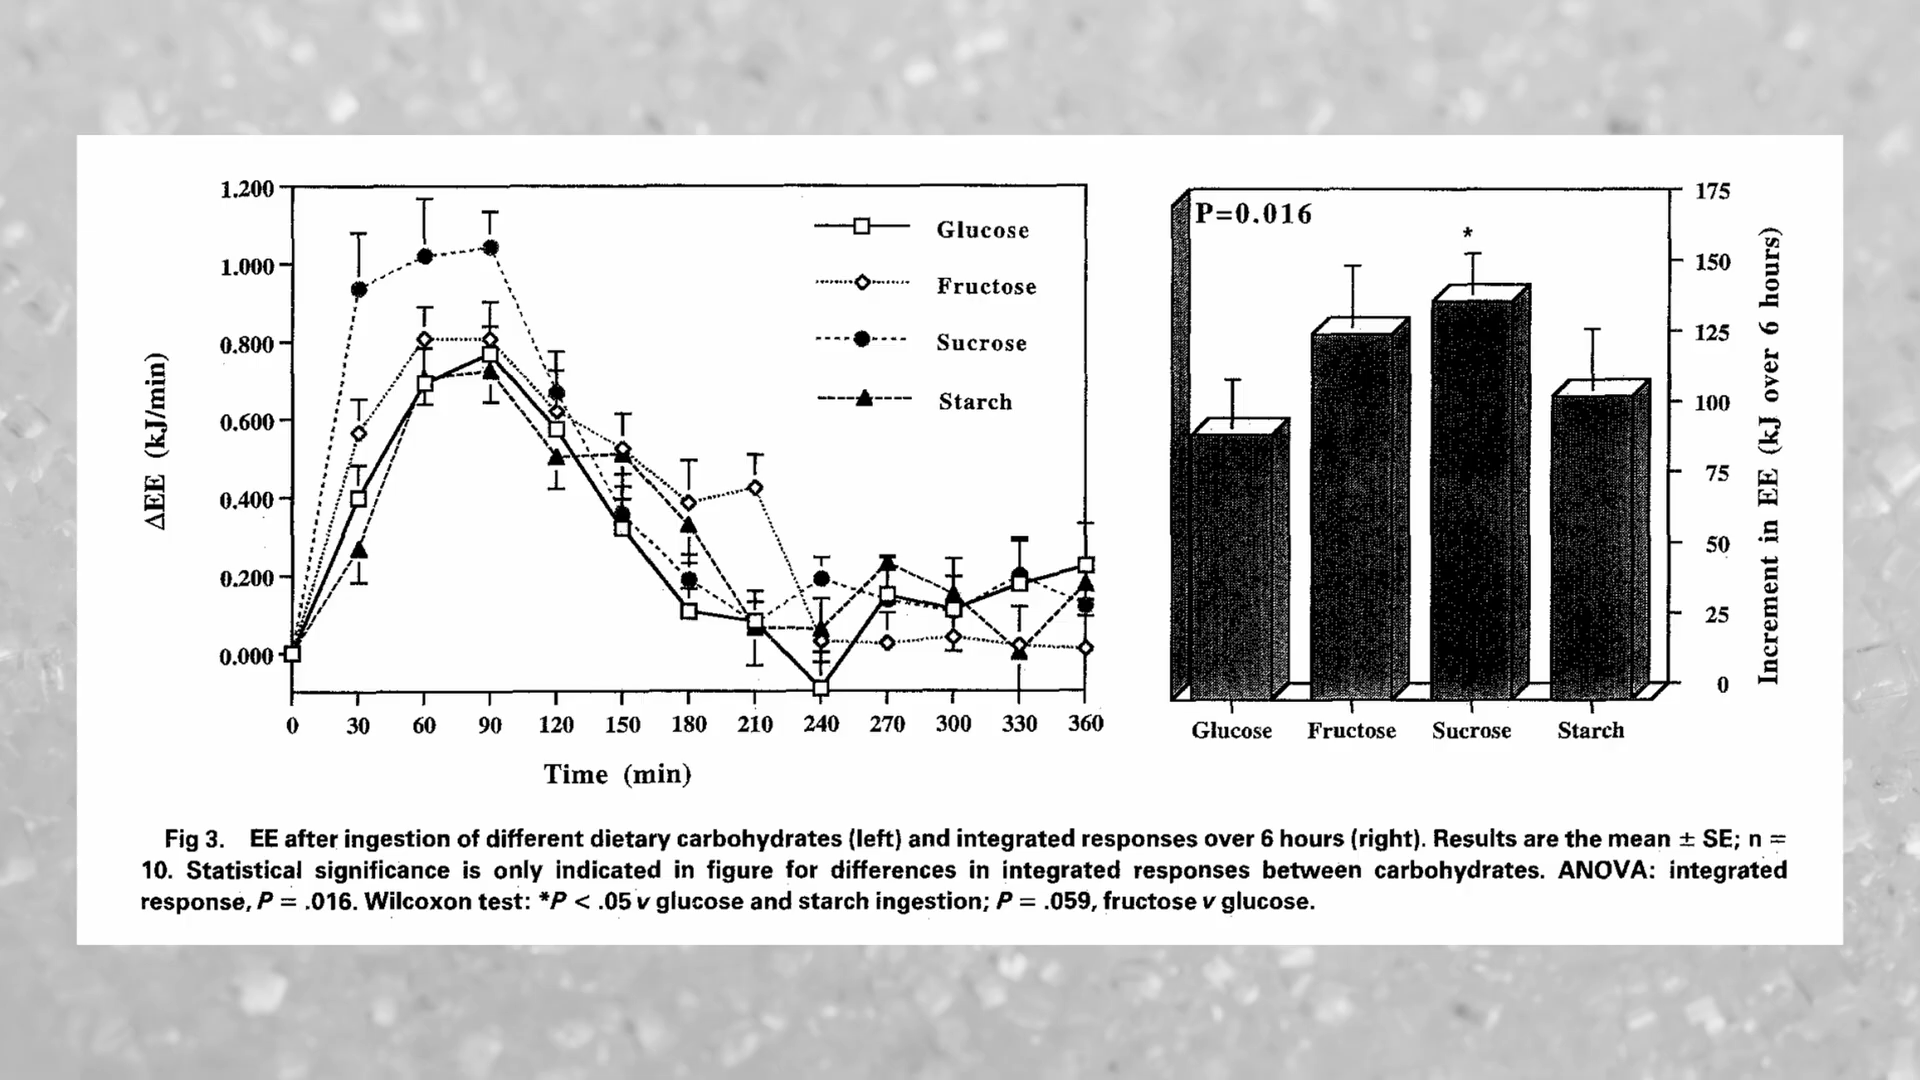 1.200
1.000
0.800
0.600
0.400
0.200
0.000
ΔEE (kJ/min)
0 30 60 90 120 150 180 210 240 270 300 330 360
Time (min)
Glucose
Fructose
Sucrose
Starch
P=0.016
*
175
150
125
100
75
50
25
0
Increment in EE (kJ over 6 hours)
Glucose Fructose Sucrose Starch
Fig 3. EE after ingestion of different dietary carbohydrates (left) and integrated responses over 6 hours (right). Results are the mean ± SE; n =
10. Statistical significance is only indicated in figure for differences in integrated responses between carbohydrates. ANOVA: integrated
response, P = .016. Wilcoxon test: *P < .05 v glucose and starch ingestion; P = .059, fructose v glucose.